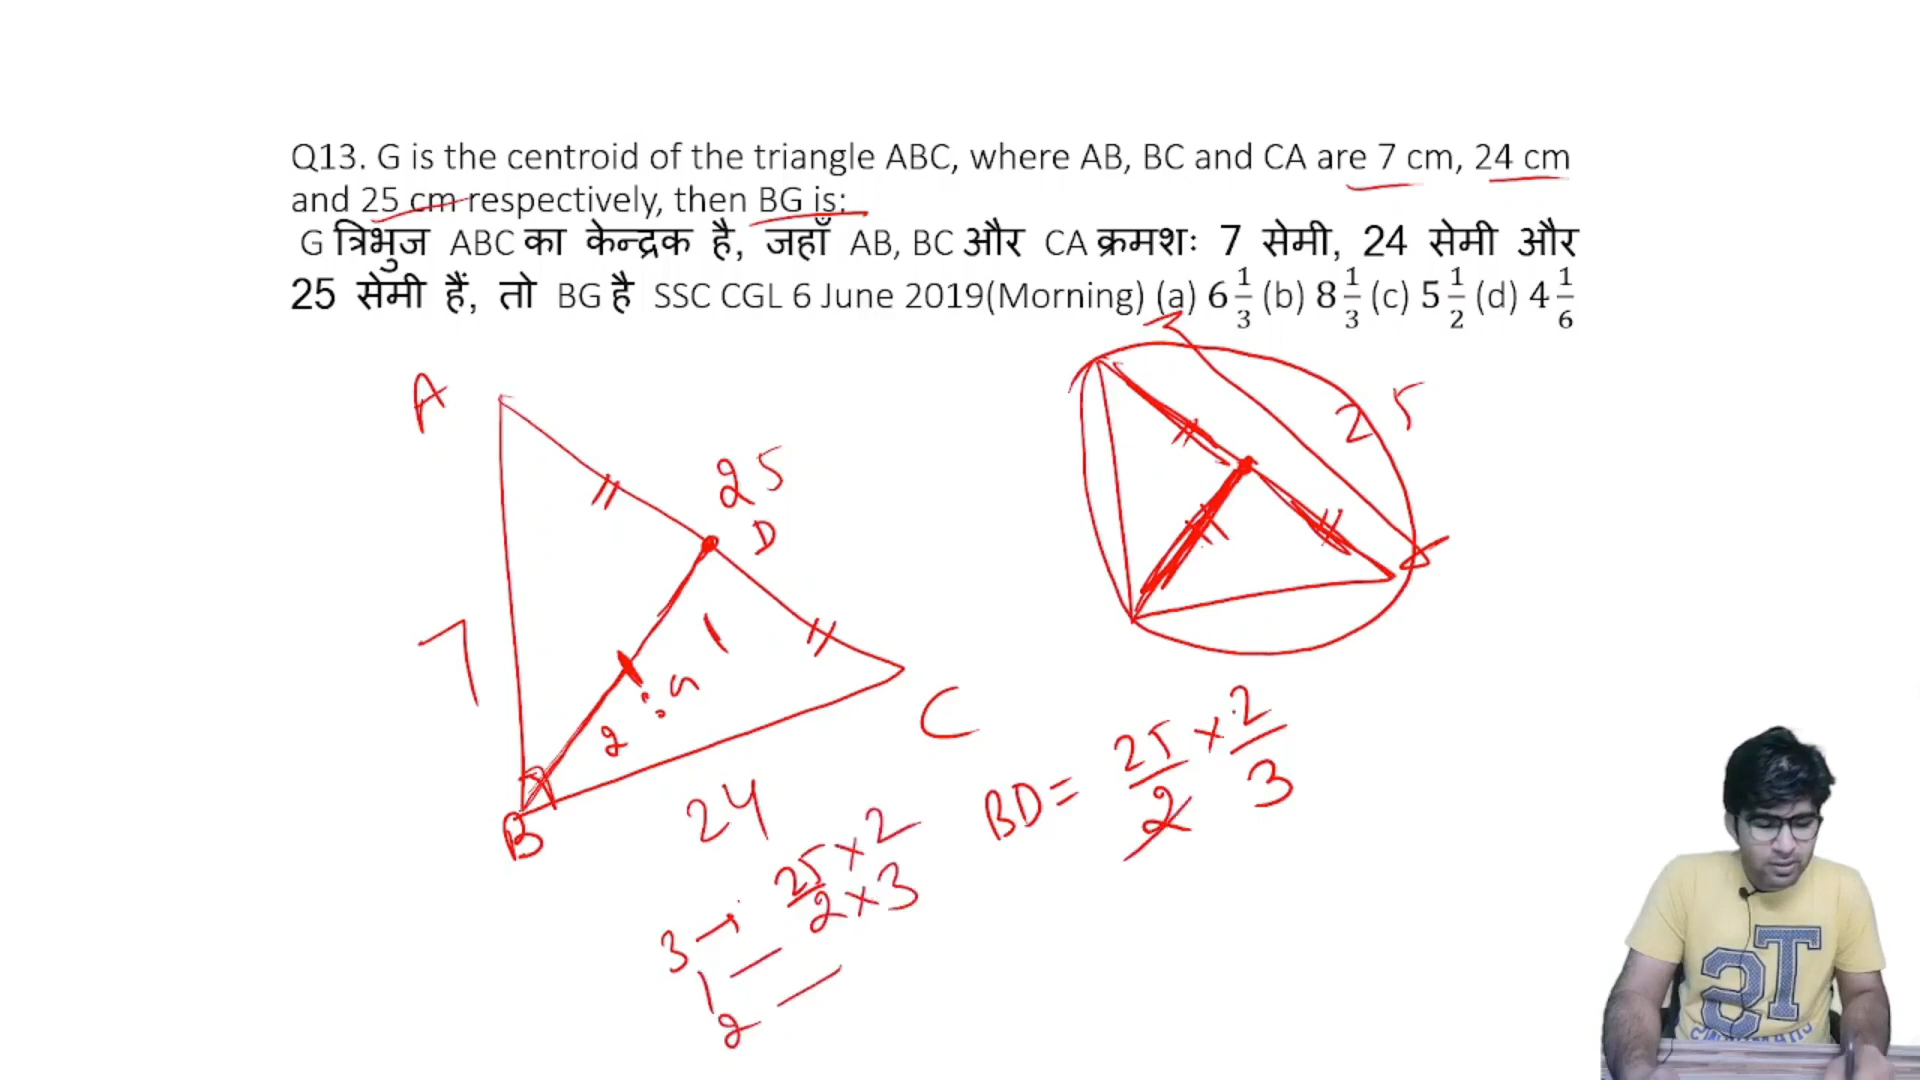 Q13. G is the centroid of the triangle ABC, where AB, BC and CA are 7 cm, 24 cm
and 25 cm respectively, then BG is:
G त्रिभुज ABC का केन्द्रक है, जहाँ AB, BC और CA क्रमशः 7 सेमी, 24 सेमी और
25 सेमी हैं, तो BG है SSC CGL 6 June 2019(Morning) (a) 6 1/3 (b) 8 1/3 (c) 5 1/2 (d) 4 1/6
A
25
25
D
7
1
2 : G
C
B
24
BD = 25/2 × 2/3
3 → 25/2 × 2/3
1 —
2 —